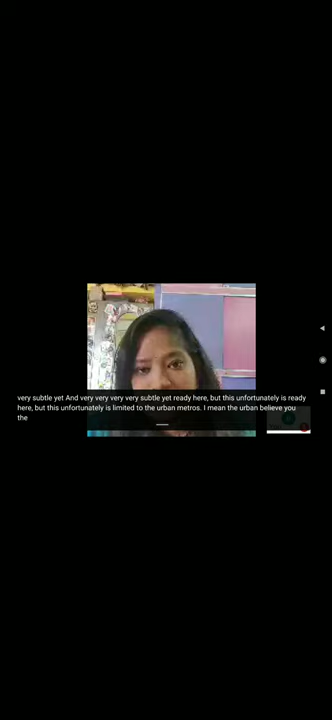 very subtle yet And very very very very subtle yet ready here, but this unfortunately is ready
here, but this unfortunately is limited to the urban metros. I mean the urban believe you
the